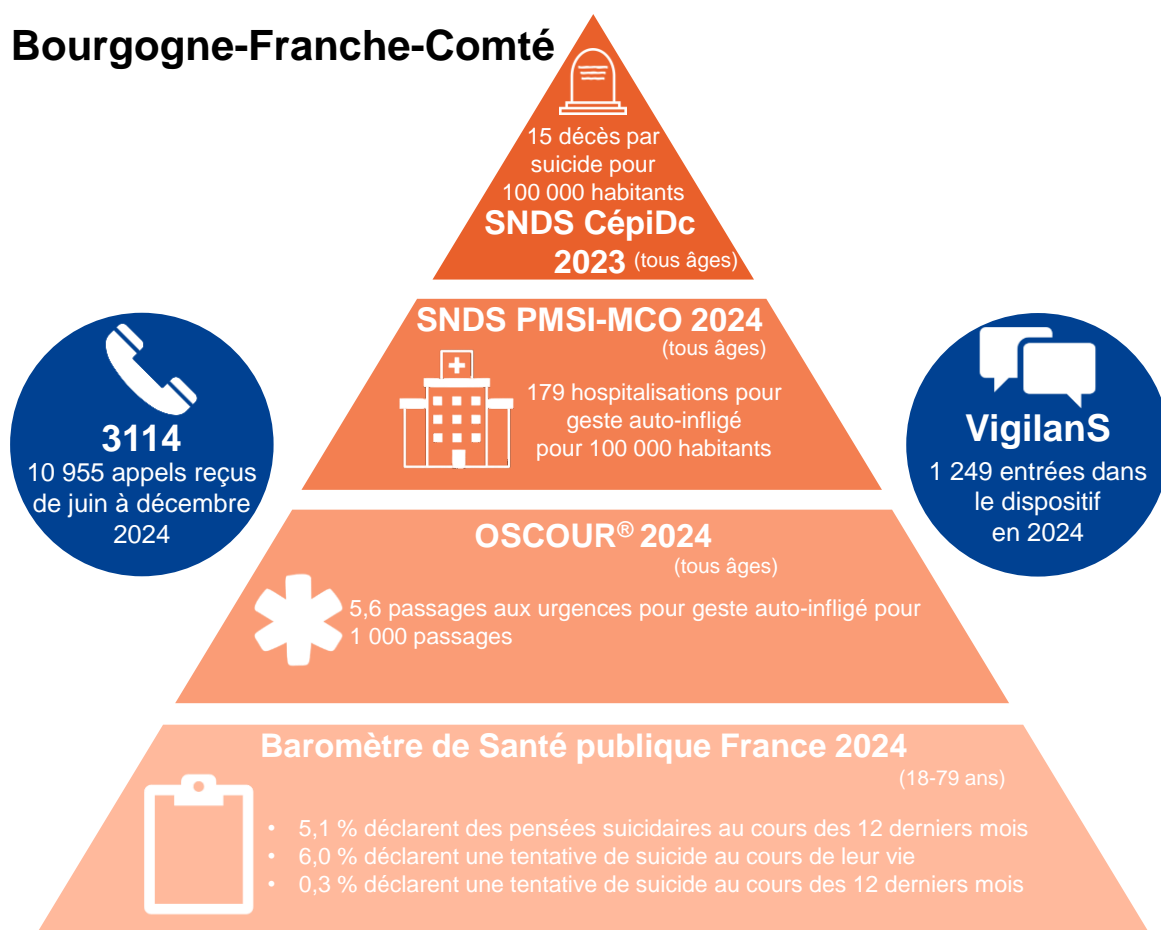 Bourgogne-Franche-Comté
15 décès par
suicide pour
100 000 habitants
SNDS CépiDc
2023 (tous âges)
SNDS PMSI-MCO 2024
(tous âges)
179 hospitalisations pour
geste auto-infligé
pour 100 000 habitants
3114
10 955 appels reçus
de juin à décembre
2024
VigilanS
1 249 entrées dans
le dispositif
en 2024
OSCOUR® 2024
(tous âges)
5,6 passages aux urgences pour geste auto-infligé pour
1 000 passages
Baromètre de Santé publique France 2024
(18-79 ans)
• 5,1 % déclarent des pensées suicidaires au cours des 12 derniers mois
• 6,0 % déclarent une tentative de suicide au cours de leur vie
• 0,3 % déclarent une tentative de suicide au cours des 12 derniers mois